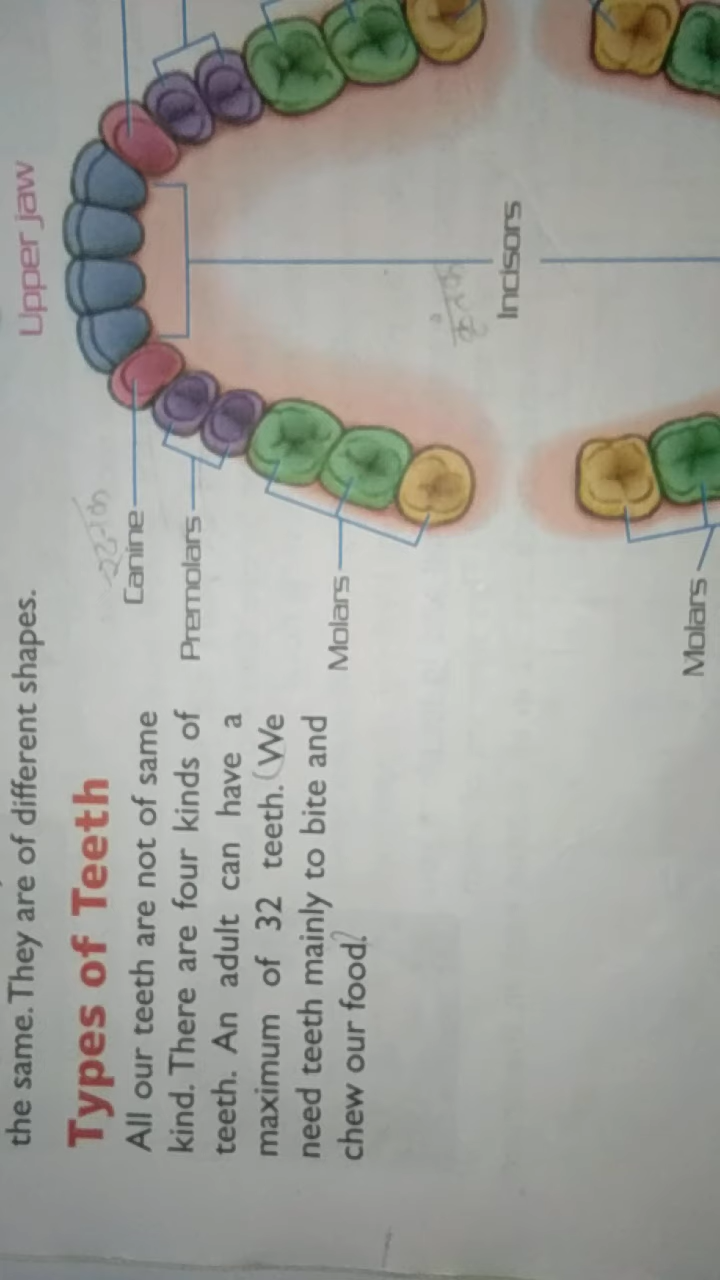 the same. They are of different shapes.
Types of Teeth
All our teeth are not of same
kind. There are four kinds of
teeth. An adult can have a
maximum of 32 teeth. (We
need teeth mainly to bite and
chew our food.
Upper jaw
Canine
Premolars
Molars
Incisors
Molars